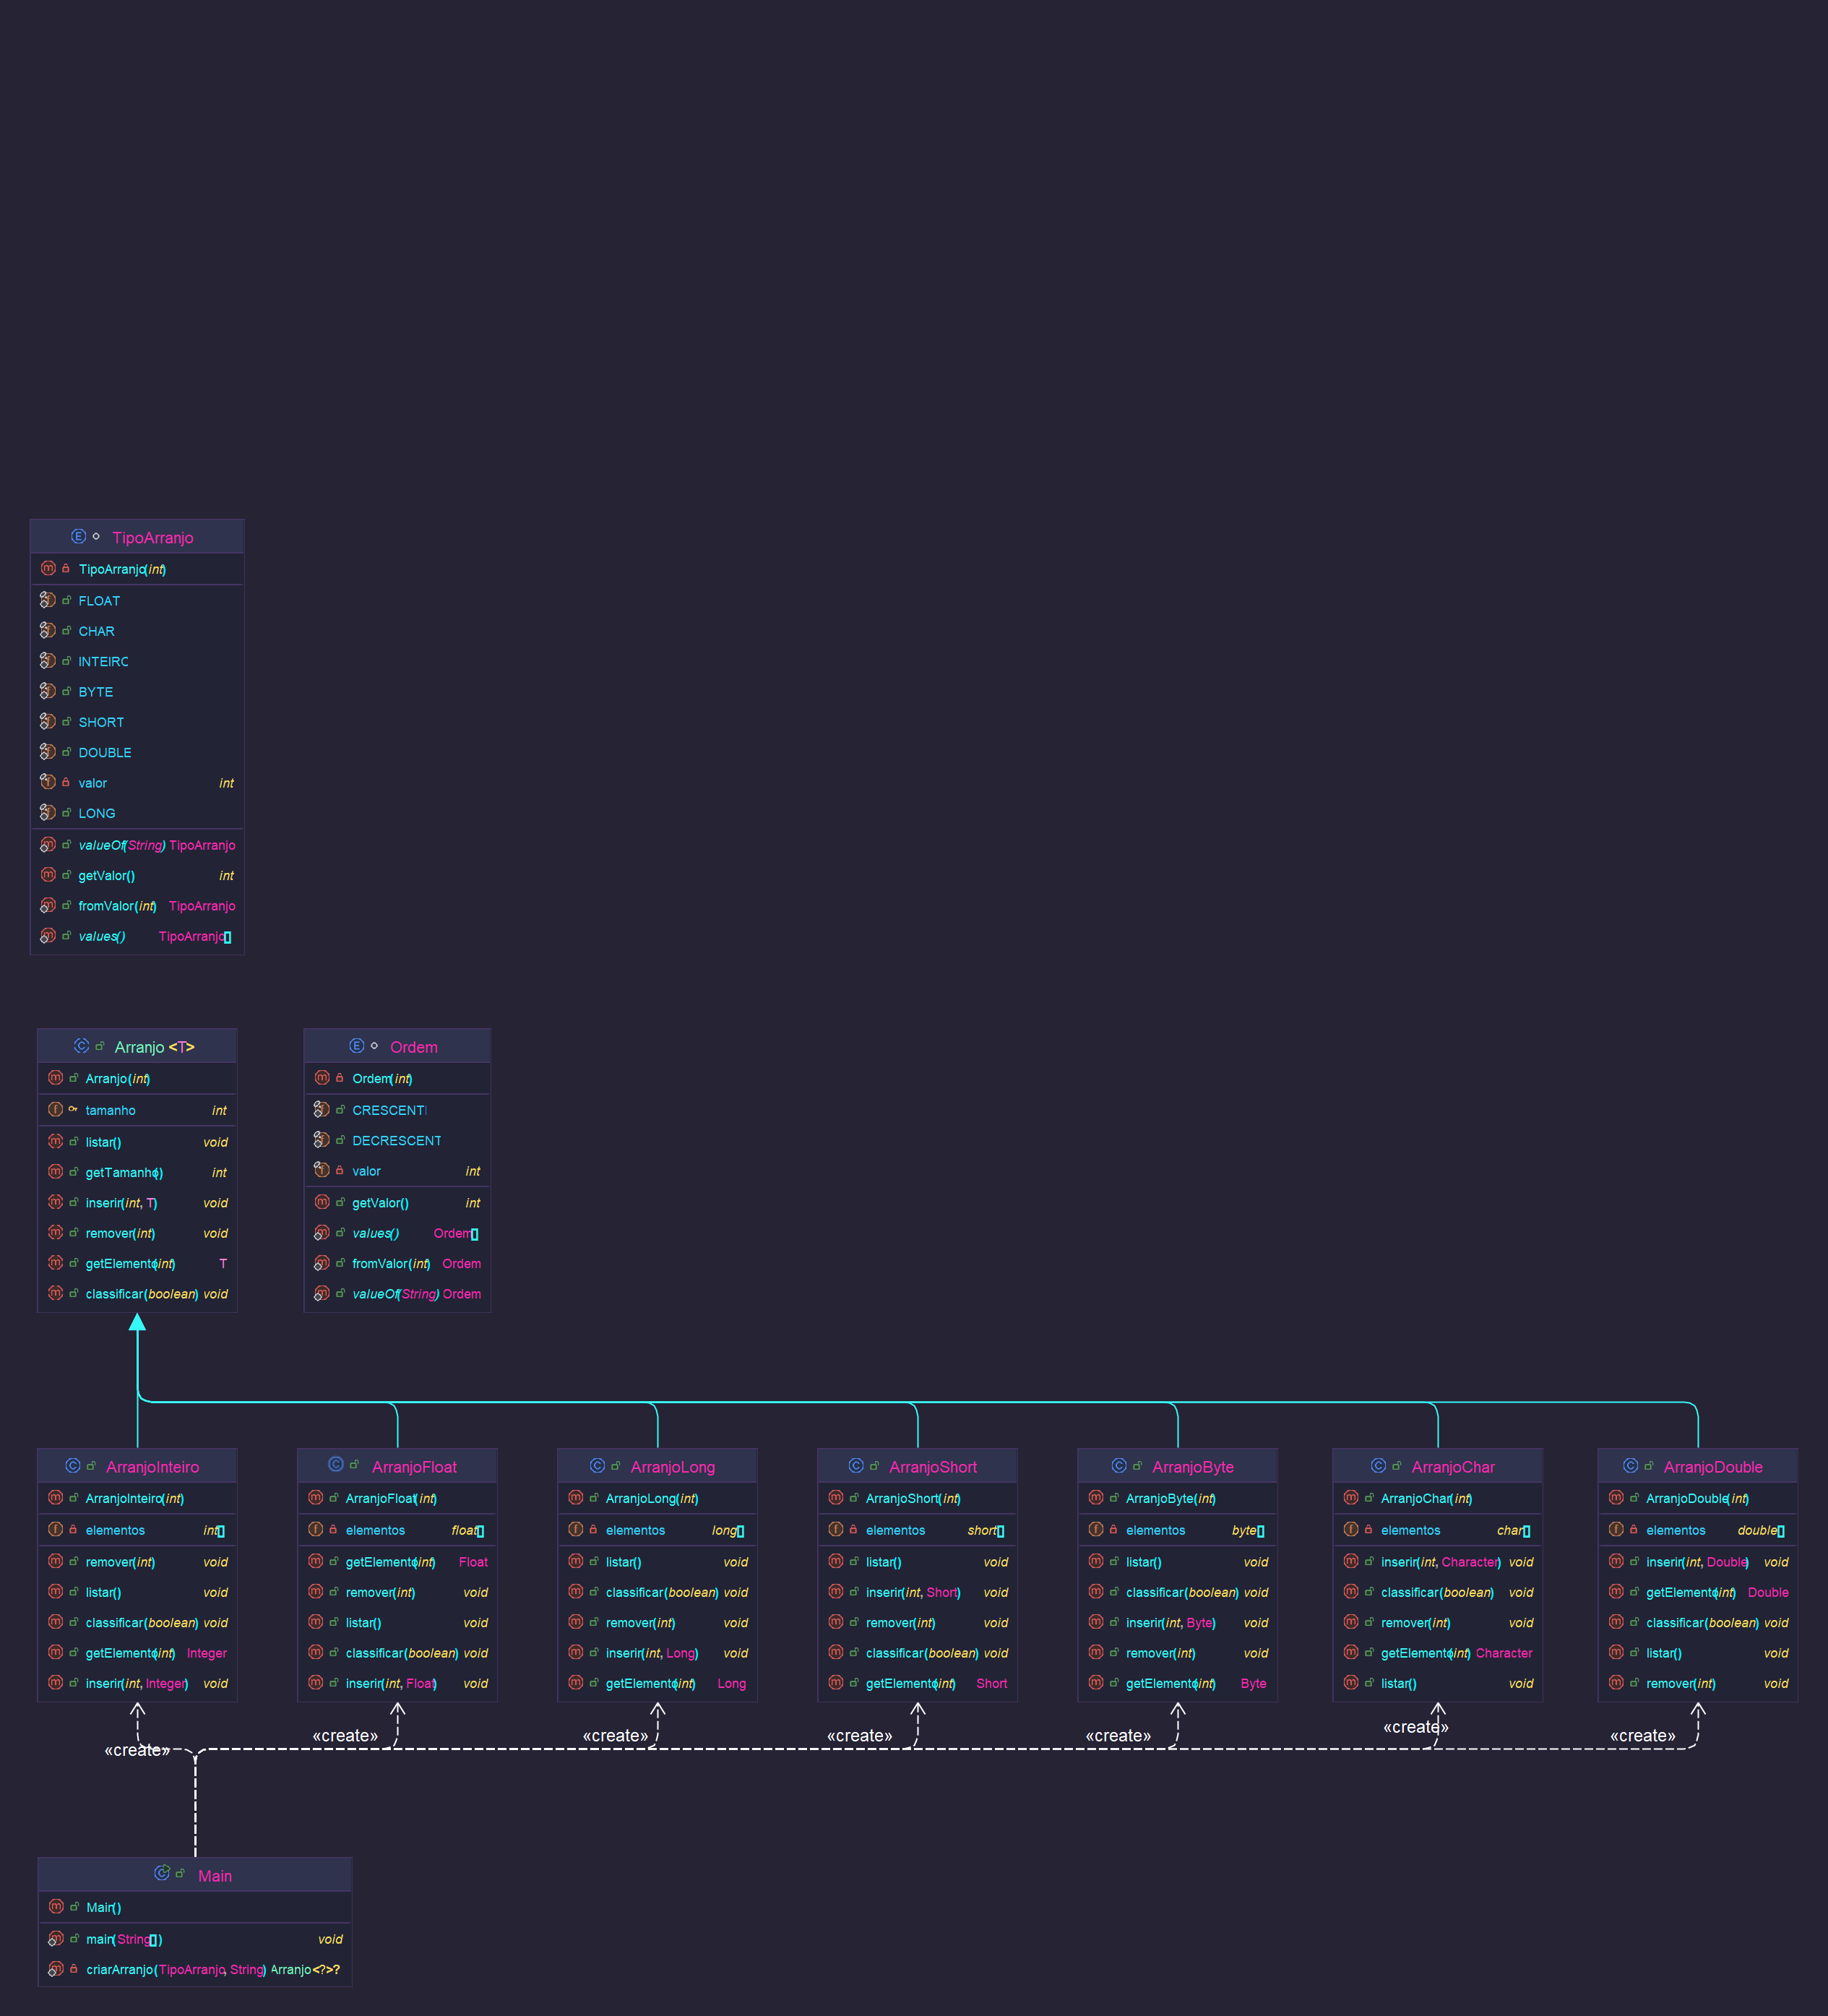 TipoArranjo
TipoArranjo(int)
FLOAT
CHAR
INTEIRO
BYTE
SHORT
DOUBLE
valor int
LONG
valueOf(String) TipoArranjo
getValor() int
fromValor(int) TipoArranjo
values() TipoArranjo[]
Arranjo<T>
Arranjo(int)
tamanho int
listar() void
getTamanho() int
inserir(int, T) void
remover(int) void
getElemento(int) T
classificar(boolean) void
Ordem
Ordem(int)
CRESCENTE
DECRESCENT
valor int
getValor() int
values() Ordem[]
fromValor(int) Ordem
valueOf(String) Ordem
ArranjoInteiro
ArranjoInteiro(int)
elementos int[]
remover(int) void
listar() void
classificar(boolean) void
getElemento(int) Integer
inserir(int, Integer) void
ArranjoFloat
ArranjoFloat(int)
elementos float[]
getElemento(int) Float
remover(int) void
listar() void
classificar(boolean) void
inserir(int, Float) void
ArranjoLong
ArranjoLong(int)
elementos long[]
listar() void
classificar(boolean) void
remover(int) void
inserir(int, Long) void
getElemento(int) Long
ArranjoShort
ArranjoShort(int)
elementos short[]
listar() void
inserir(int, Short) void
remover(int) void
classificar(boolean) void
getElemento(int) Short
ArranjoByte
ArranjoByte(int)
elementos byte[]
listar() void
classificar(boolean) void
inserir(int, Byte) void
remover(int) void
getElemento(int) Byte
ArranjoChar
ArranjoChar(int)
elementos char[]
inserir(int, Character) void
classificar(boolean) void
remover(int) void
getElemento(int) Character
listar() void
ArranjoDouble
ArranjoDouble(int)
elementos double[]
inserir(int, Double) void
getElemento(int) Double
classificar(boolean) void
listar() void
remover(int) void
«create»
«create»
«create»
«create»
«create»
«create»
«create»
Main
Main()
main(String[]) void
criarArranjo(TipoArranjo, String) Arranjo<?>?